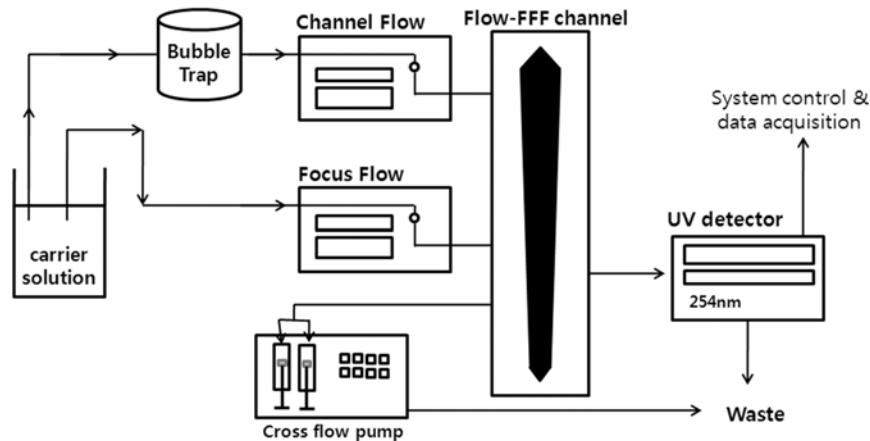 Channel Flow
Flow-FFF channel
Bubble
Trap
System control &
data acquisition
Focus Flow
UV detector
carrier
solution
254nm
Cross flow pump
Waste